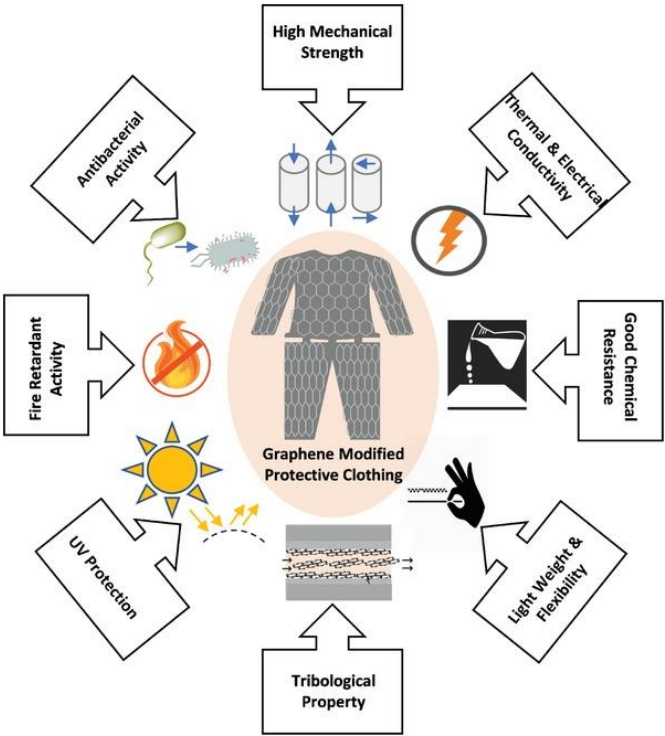 High Mechanical
Strength
Thermal & Electrical
Conductivity
Good Chemical
Resistance
Light Weight &
Flexibility
Tribological
Property
UV Protection
Fire Retardant
Activity
Antibacterial
Activity
Graphene Modified
Protective Clothing